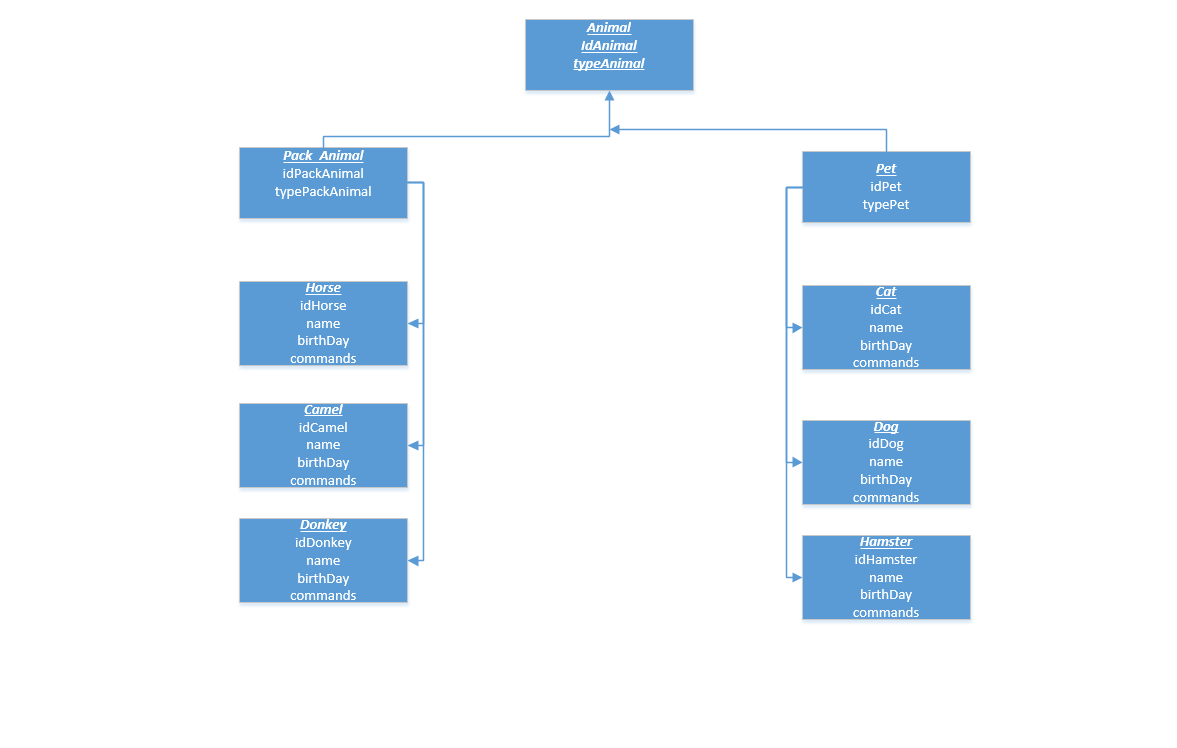 Animal
IdAnimal
typeAnimal
Pack_Animal
idPackAnimal
typePackAnimal
Pet
idPet
typePet
Horse
idHorse
name
birthDay
commands
Cat
idCat
name
birthDay
commands
Camel
idCamel
name
birthDay
commands
Dog
idDog
name
birthDay
commands
Donkey
idDonkey
name
birthDay
commands
Hamster
idHamster
name
birthDay
commands